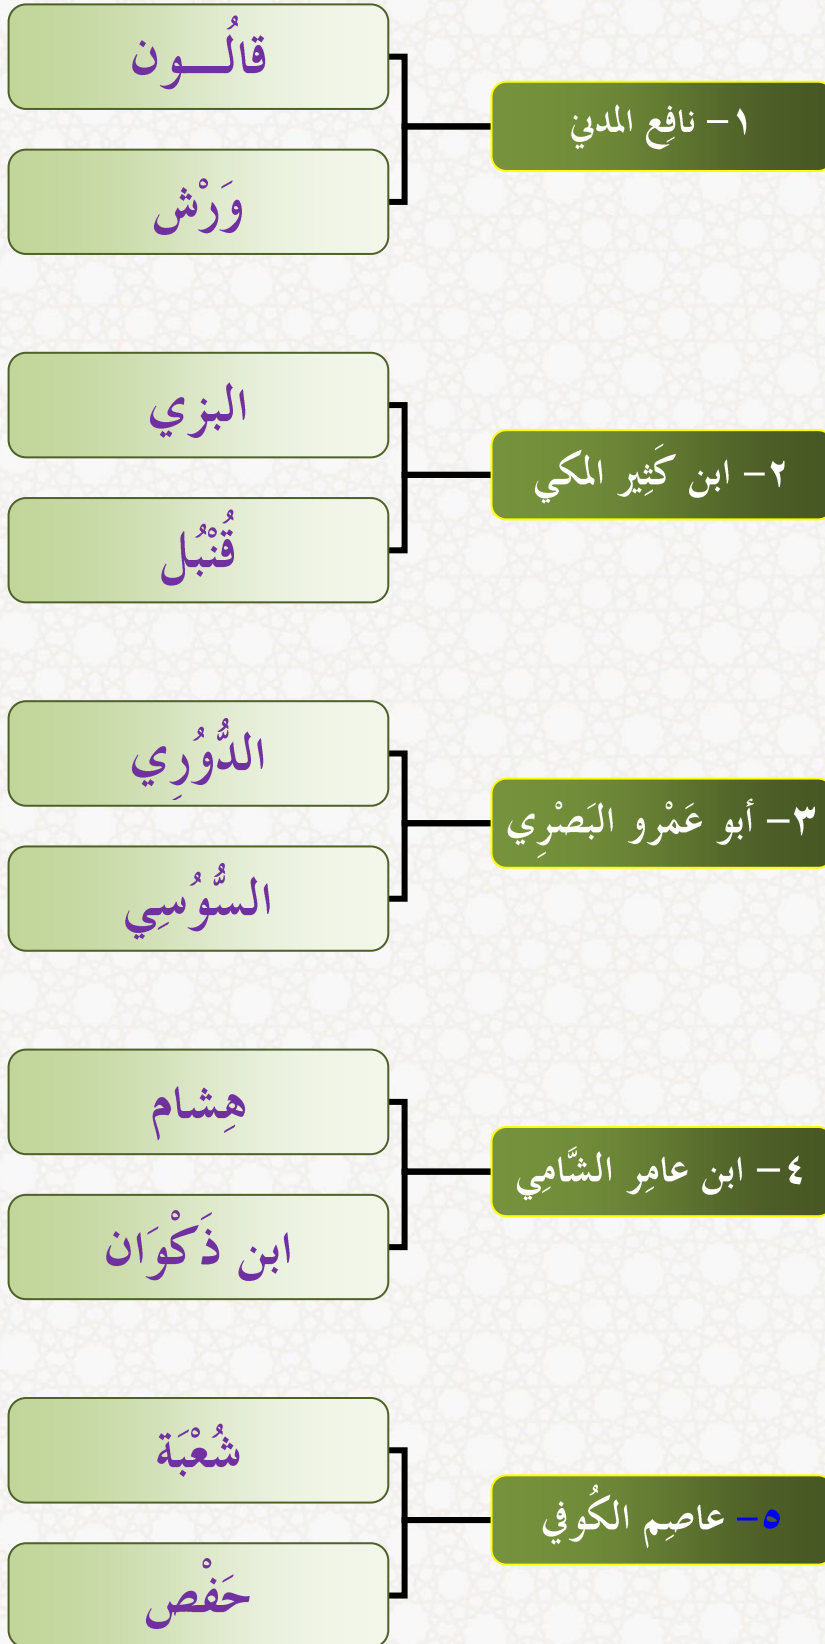 ١- نافِع المدني
قالُـــون
وَرْش
٢- ابن كَثِير المكي
البزي
قُنْبُل
٣- أبو عَمْرو البَصْرِي
الدُّورِي
السُّوسِي
٤- ابن عامِر الشَّامِي
هِشام
ابن ذَكْوَان
٥- عاصِم الكُوفي
شُعْبَة
حَفْص